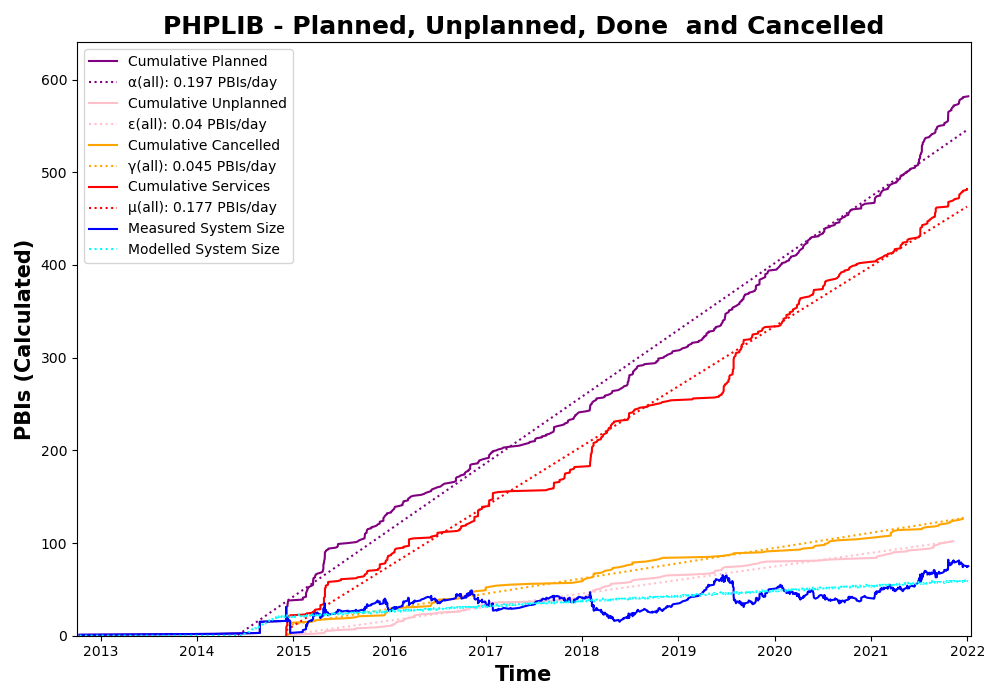 PHPLIB - Planned, Unplanned, Done  and Cancelled
Cumulative Planned
α(all): 0.197 PBIs/day
Cumulative Unplanned
ε(all): 0.04 PBIs/day
Cumulative Cancelled
γ(all): 0.045 PBIs/day
Cumulative Services
μ(all): 0.177 PBIs/day
Measured System Size
Modelled System Size
PBIs (Calculated)
600
500
400
300
200
100
0
2013 2014 2015 2016 2017 2018 2019 2020 2021 2022
Time